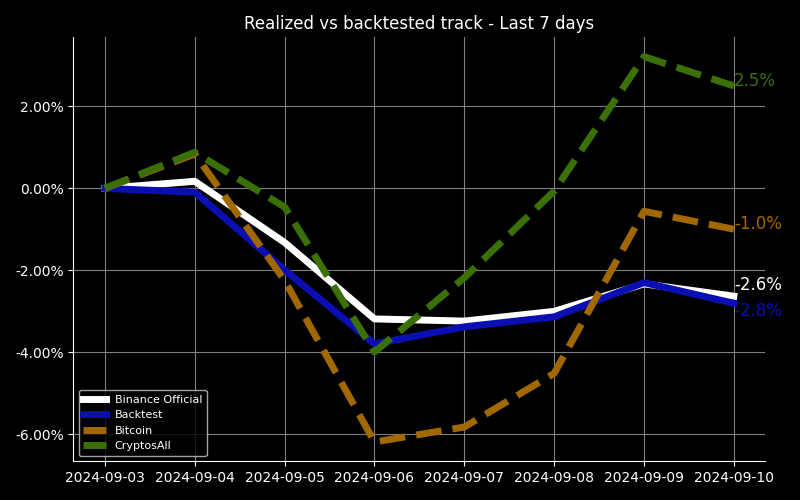 Realized vs backtested track - Last 7 days
2.00%
0.00%
-2.00%
-4.00%
-6.00%
2.5%
-1.0%
-2.6%
-2.8%
Binance Official
Backtest
Bitcoin
CryptosAll
2024-09-03 2024-09-04 2024-09-05 2024-09-06 2024-09-07 2024-09-08 2024-09-09 2024-09-10